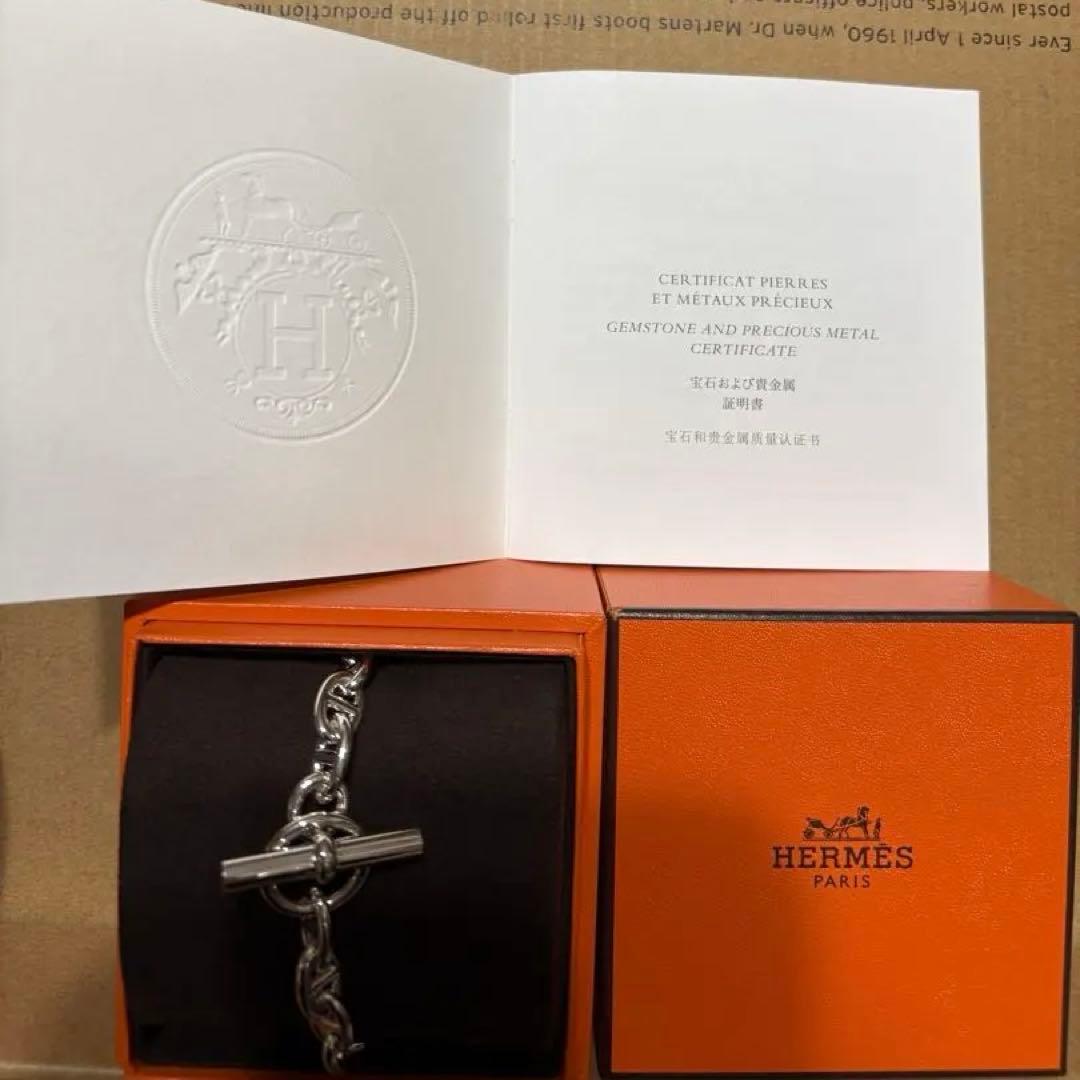 Ever since 1 April 1960, when Dr. Martens boots first rolled off the production line
postal workers, police officers
H
CERTIFICAT PIERRES
ET MÉTAUX PRÉCIEUX
GEMSTONE AND PRECIOUS METAL
CERTIFICATE
宝石および貴金属
証明書
宝石和贵金属质量认证书
HERMÈS
PARIS